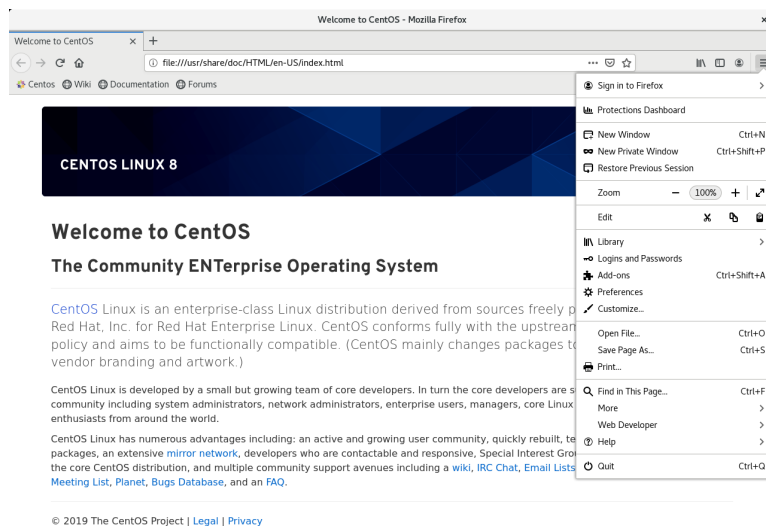 Welcome to CentOS - Mozilla Firefox
Welcome to CentOS
file:///usr/share/doc/HTML/en-US/index.html
Centos Wiki Documentation Forums
Sign in to Firefox
Protections Dashboard
New Window Ctrl+N
New Private Window Ctrl+Shift+P
Restore Previous Session
Zoom 100%
Edit
Library
Logins and Passwords
Add-ons Ctrl+Shift+A
Preferences
Customize...
Open File... Ctrl+O
Save Page As... Ctrl+S
Print...
Find in This Page... Ctrl+F
More
Web Developer
Help
Quit Ctrl+Q
CENTOS LINUX 8
Welcome to CentOS
The Community ENTerprise Operating System
CentOS Linux is an enterprise-class Linux distribution derived from sources freely p
Red Hat, Inc. for Red Hat Enterprise Linux. CentOS conforms fully with the upstream
policy and aims to be functionally compatible. (CentOS mainly changes packages to
vendor branding and artwork.)
CentOS Linux is developed by a small but growing team of core developers. In turn the core developers are s
community including system administrators, network administrators, enterprise users, managers, core Linux
enthusiasts from around the world.
CentOS Linux has numerous advantages including: an active and growing user community, quickly rebuilt, te
packages, an extensive mirror network, developers who are contactable and responsive, Special Interest Grou
the core CentOS distribution, and multiple community support avenues including a wiki, IRC Chat, Email Lists
Meeting List, Planet, Bugs Database, and an FAQ.
© 2019 The CentOS Project | Legal | Privacy